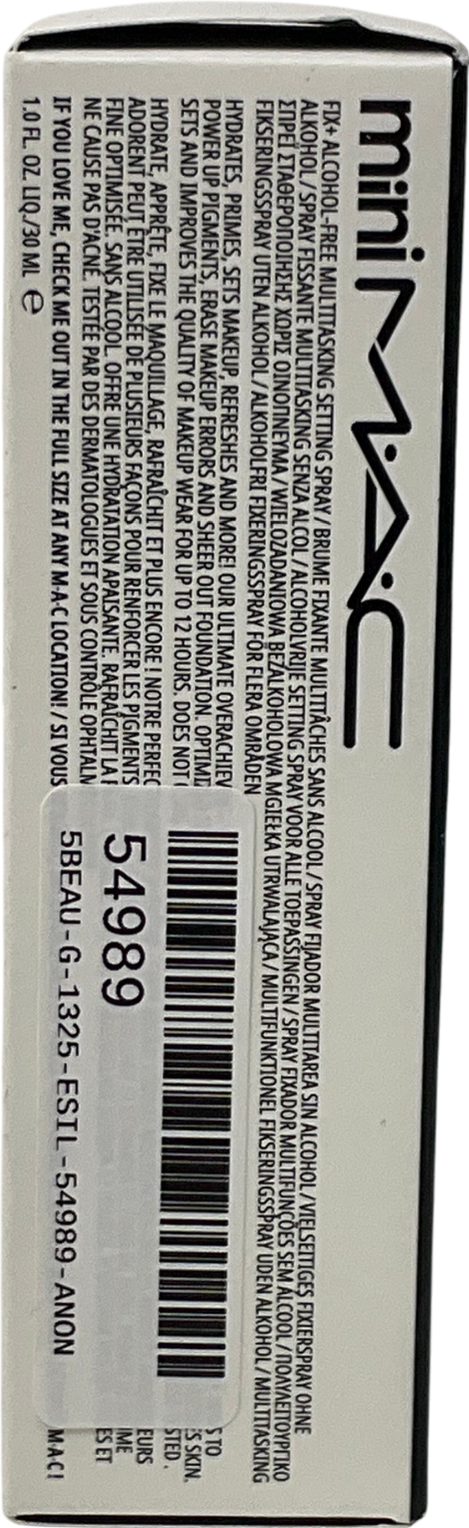 mini M·A·C
FIX+ ALCOHOL-FREE MULTITASKING SETTING SPRAY / BRUME FIXANTE MULTITÂCHES SANS ALCOOL / SPRAY FIJADOR MULTITAREA SIN ALCOHOL / VIELSEITIGES FIXIERSPRAY OHNE
ALKOHOL / SPRAY FISSANTE MULTITASKING SENZA ALCOL / ALCOHOLVRIJE SETTING SPRAY VOOR ALLE TOEPASSINGEN / SPRAY FIXADOR MULTIFUNÇÕES SEM ÁLCOOL / ΠΟΛΥΛΕΙΤΟΥΡΓΙΚΟ
ΣΠΡΕΪ ΣΤΑΘΕΡΟΠΟΙΗΣΗΣ ΧΩΡΙΣ ΟΙΝΟΠΝΕΥΜΑ / WIELOZADANIOWA BEZALKOHOLOWA MGIEŁKA UTRWALAJĄCA / MULTIFUNKTIONEL FIKSERINGSSPRAY UDEN ALKOHOL / MULTITASKING
FIKSERINGSSPRAY UTEN ALKOHOL / ALKOHOLFRI FIXERINGSSPRAY FÖR FLERA OMRÅDEN
HYDRATES, PRIMES, SETS MAKEUP, REFRESHES AND MORE! OUR ULTIMATE OVERACHIEV
POWER UP PIGMENTS, ERASE MAKEUP ERRORS AND SHEER OUT FOUNDATION. OPTIMI S TO
SETS AND IMPROVES THE QUALITY OF MAKEUP WEAR FOR UP TO 12 HOURS. DOES NOT ES SKIN,
STED.
HYDRATE, APPRÊTE, FIXE LE MAQUILLAGE, RAFRAÎCHIT ET PLUS ENCORE ! NOTRE PERFEC EURS
ADORENT PEUT ÊTRE UTILISÉE DE PLUSIEURS FAÇONS POUR RENFORCER LES PIGMENTS ME
FINE OPTIMISÉE. SANS ALCOOL. OFFRE UNE HYDRATATION APAISANTE, RAFRAÎCHIT LA ES ET
NE CAUSE PAS D'ACNÉ. TESTÉE PAR DES DERMATOLOGUES ET SOUS CONTRÔLE OPHTALM
IF YOU LOVE ME, CHECK ME OUT IN THE FULL SIZE AT ANY M·A·C LOCATION! / SI VOUS M·A·C !
1.0 FL. OZ. LIQ./30 ML ℮
54989
5BEAU-G-1325-ESIL-54989-ANON